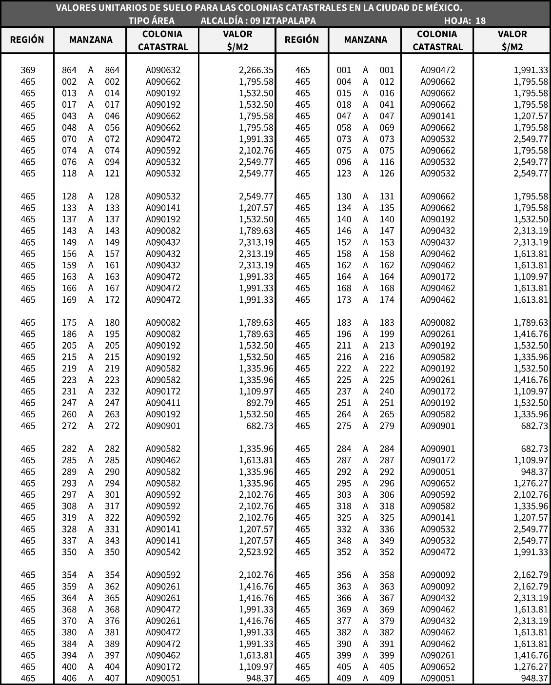 VALORES UNITARIOS DE SUELO PARA LAS COLONIAS CATASTRALES EN LA CIUDAD DE MÉXICO.
TIPO ÁREA ALCALDÍA : 09 IZTAPALAPA HOJA: 18
REGIÓN MANZANA COLONIA CATASTRAL VALOR $/M2 REGIÓN MANZANA COLONIA CATASTRAL VALOR $/M2
369 864 A 864 A090632 2,266.35 465 001 A 001 A090472 1,991.33
465 002 A 002 A090662 1,795.58 465 004 A 012 A090662 1,795.58
465 013 A 014 A090192 1,532.50 465 015 A 016 A090662 1,795.58
465 017 A 017 A090192 1,532.50 465 018 A 041 A090662 1,795.58
465 043 A 046 A090662 1,795.58 465 047 A 047 A090141 1,207.57
465 048 A 056 A090662 1,795.58 465 058 A 069 A090662 1,795.58
465 070 A 072 A090472 1,991.33 465 073 A 073 A090532 2,549.77
465 074 A 074 A090592 2,102.76 465 075 A 075 A090662 1,795.58
465 076 A 094 A090532 2,549.77 465 096 A 116 A090532 2,549.77
465 118 A 121 A090532 2,549.77 465 123 A 126 A090532 2,549.77
465 128 A 128 A090532 2,549.77 465 130 A 131 A090662 1,795.58
465 133 A 133 A090141 1,207.57 465 134 A 135 A090662 1,795.58
465 137 A 137 A090192 1,532.50 465 140 A 140 A090192 1,532.50
465 143 A 143 A090082 1,789.63 465 146 A 147 A090432 2,313.19
465 149 A 149 A090432 2,313.19 465 152 A 153 A090432 2,313.19
465 156 A 157 A090432 2,313.19 465 158 A 158 A090462 1,613.81
465 159 A 161 A090432 2,313.19 465 162 A 162 A090462 1,613.81
465 163 A 163 A090472 1,991.33 465 164 A 164 A090172 1,109.97
465 166 A 167 A090472 1,991.33 465 168 A 168 A090462 1,613.81
465 169 A 172 A090472 1,991.33 465 173 A 174 A090462 1,613.81
465 175 A 180 A090082 1,789.63 465 183 A 183 A090082 1,789.63
465 186 A 195 A090082 1,789.63 465 196 A 199 A090261 1,416.76
465 205 A 205 A090192 1,532.50 465 211 A 213 A090192 1,532.50
465 215 A 215 A090192 1,532.50 465 216 A 216 A090582 1,335.96
465 219 A 219 A090582 1,335.96 465 222 A 222 A090192 1,532.50
465 223 A 223 A090582 1,335.96 465 225 A 225 A090261 1,416.76
465 231 A 232 A090172 1,109.97 465 237 A 240 A090172 1,109.97
465 247 A 247 A090411 892.79 465 251 A 251 A090192 1,532.50
465 260 A 263 A090192 1,532.50 465 264 A 265 A090582 1,335.96
465 272 A 272 A090901 682.73 465 275 A 279 A090901 682.73
465 282 A 282 A090582 1,335.96 465 284 A 284 A090901 682.73
465 285 A 285 A090462 1,613.81 465 287 A 287 A090172 1,109.97
465 289 A 290 A090582 1,335.96 465 292 A 292 A090051 948.37
465 293 A 294 A090582 1,335.96 465 295 A 296 A090652 1,276.27
465 297 A 301 A090592 2,102.76 465 303 A 306 A090592 2,102.76
465 308 A 317 A090592 2,102.76 465 318 A 318 A090582 1,335.96
465 319 A 322 A090592 2,102.76 465 325 A 325 A090141 1,207.57
465 328 A 331 A090141 1,207.57 465 332 A 336 A090532 2,549.77
465 337 A 343 A090141 1,207.57 465 348 A 349 A090532 2,549.77
465 350 A 350 A090542 2,523.92 465 352 A 352 A090472 1,991.33
465 354 A 354 A090592 2,102.76 465 356 A 358 A090092 2,162.79
465 359 A 362 A090261 1,416.76 465 363 A 363 A090092 2,162.79
465 364 A 365 A090261 1,416.76 465 366 A 367 A090432 2,313.19
465 368 A 368 A090472 1,991.33 465 369 A 369 A090462 1,613.81
465 370 A 376 A090261 1,416.76 465 377 A 379 A090432 2,313.19
465 380 A 381 A090472 1,991.33 465 382 A 382 A090462 1,613.81
465 384 A 389 A090472 1,991.33 465 390 A 391 A090462 1,613.81
465 394 A 397 A090462 1,613.81 465 399 A 399 A090261 1,416.76
465 400 A 404 A090172 1,109.97 465 405 A 405 A090652 1,276.27
465 406 A 407 A090051 948.37 465 409 A 409 A090051 948.37